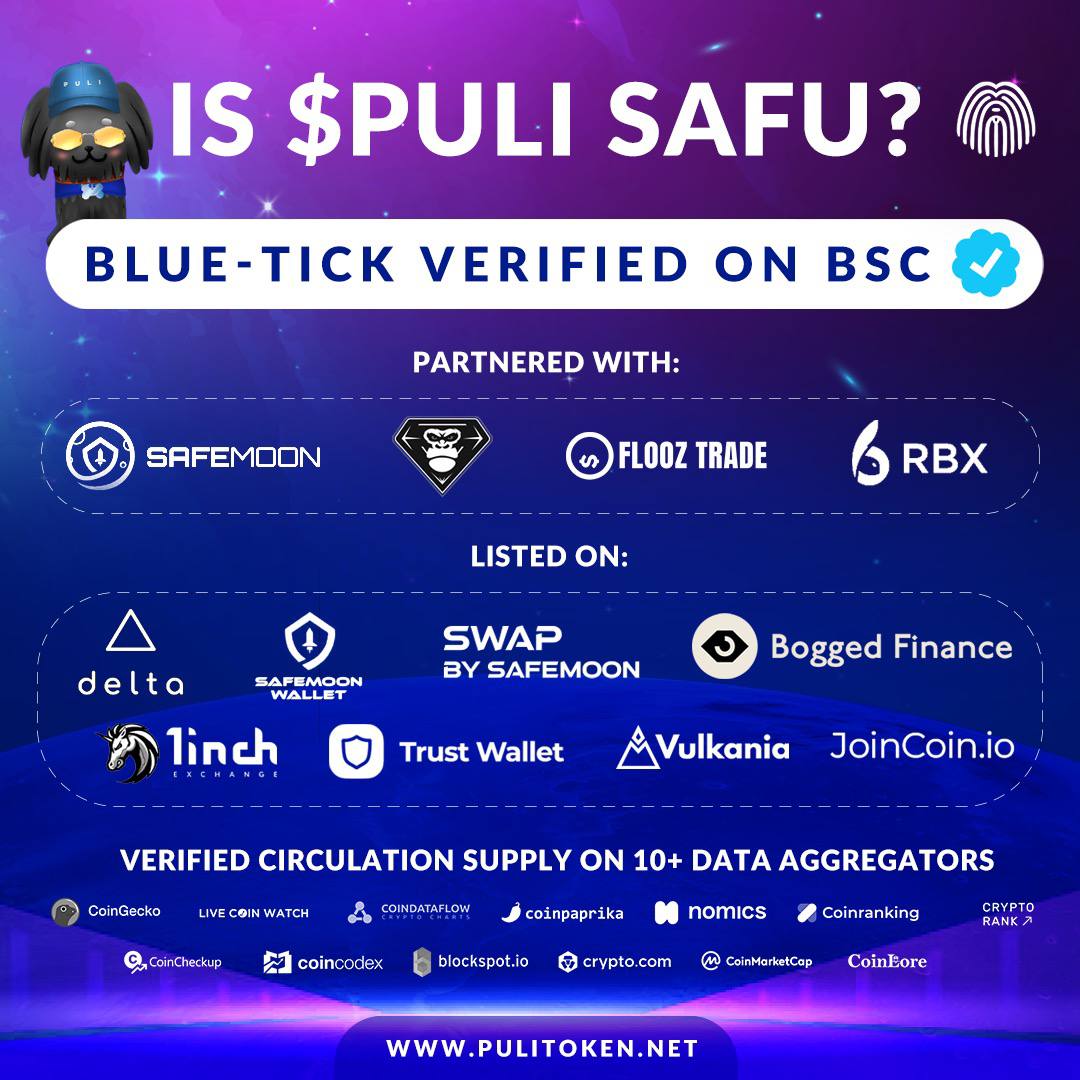 PULI
IS $PULI SAFU?
BLUE-TICK VERIFIED ON BSC
PARTNERED WITH:
SAFEMOON
FLOOZ TRADE
RBX
LISTED ON:
delta
SAFEMOON
WALLET
SWAP
BY SAFEMOON
Bogged Finance
1inch
EXCHANGE
Trust Wallet
Vulkania
JoinCoin.io
VERIFIED CIRCULATION SUPPLY ON 10+ DATA AGGREGATORS
CoinGecko
LIVE COIN WATCH
COINDATAFLOW
CRYPTO CHARTS
coinpaprika
nomics
Coinranking
CRYPTO
RANK
CoinCheckup
coincodex
blockspot.io
crypto.com
CoinMarketCap
CoinLore
WWW.PULITOKEN.NET